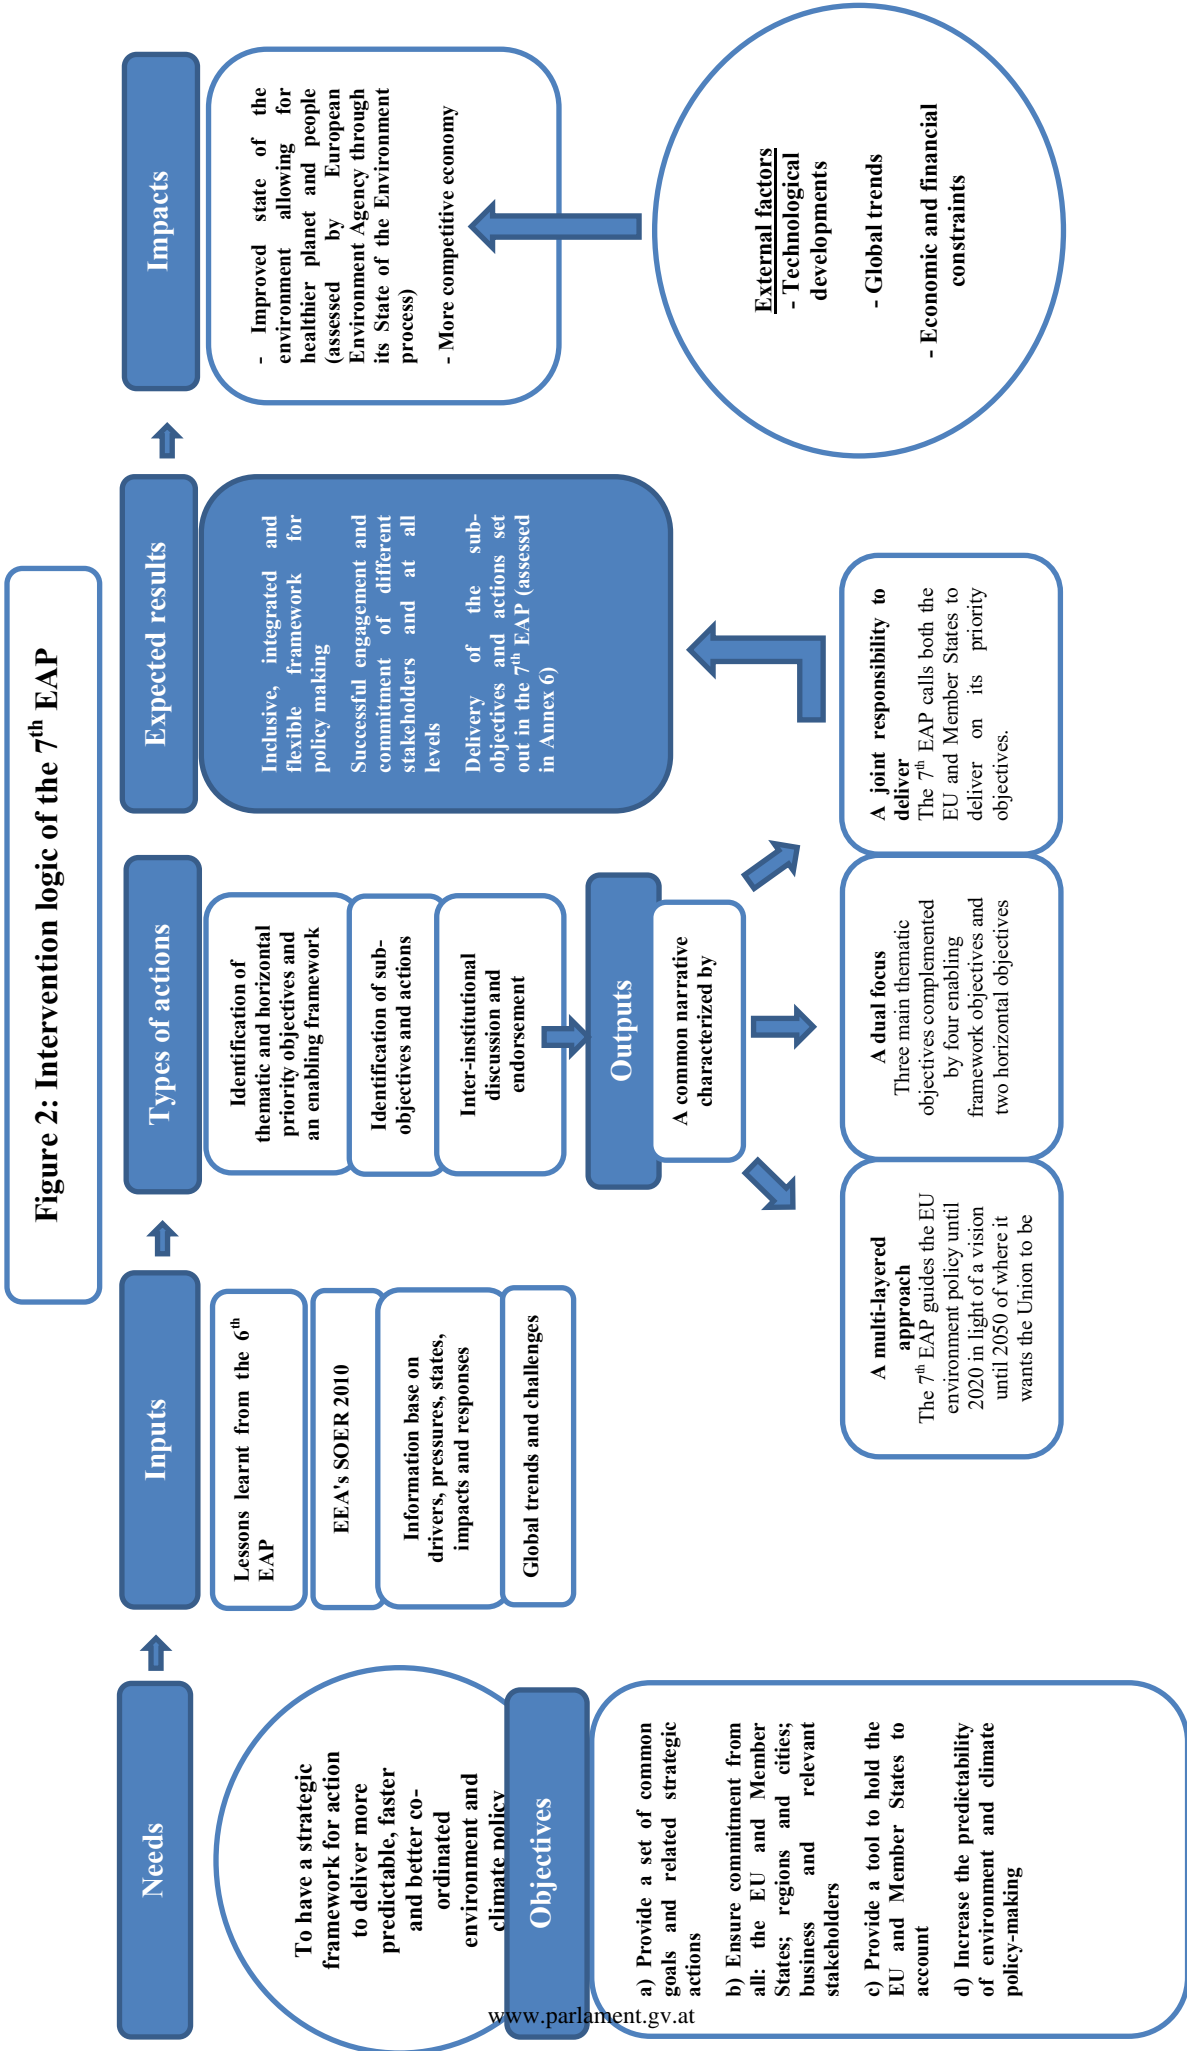 Figure 2: Intervention logic of the 7th EAP
Needs
To have a strategic
framework for action
to deliver more
predictable, faster
and better co-
ordinated
environment and
climate policy
Objectives
a) Provide a set of common
goals and related strategic
actions
b) Ensure commitment from
all: the EU and Member
States; regions and cities;
business and relevant
stakeholders
c) Provide a tool to hold the
EU and Member States to
account
d) Increase the predictability
of environment and climate
policy-making
Inputs
Lessons learnt from the 6th
EAP
EEA's SOER 2010
Information base on
drivers, pressures, states,
impacts and responses
Global trends and challenges
Types of actions
Identification of
thematic and horizontal
priority objectives and
an enabling framework
Identification of sub-
objectives and actions
Inter-institutional
discussion and
endorsement
Outputs
A common narrative
characterized by
A multi-layered
approach
The 7th EAP guides the EU
environment policy until
2020 in light of a vision
until 2050 of where it
wants the Union to be
A dual focus
Three main thematic
objectives complemented
by four enabling
framework objectives and
two horizontal objectives
A joint responsibility to
deliver
The 7th EAP calls both the
EU and Member States to
deliver on its priority
objectives.
Expected results
Inclusive, integrated and
flexible framework for
policy making
Successful engagement and
commitment of different
stakeholders and at all
levels
Delivery of the sub-
objectives and actions set
out in the 7th EAP (assessed
in Annex 6)
Impacts
- Improved state of the
environment allowing for
healthier planet and people
(assessed by European
Environment Agency through
its State of the Environment
process)
- More competitive economy
External factors
- Technological
developments
- Global trends
- Economic and financial
constraints
www.parlament.gv.at